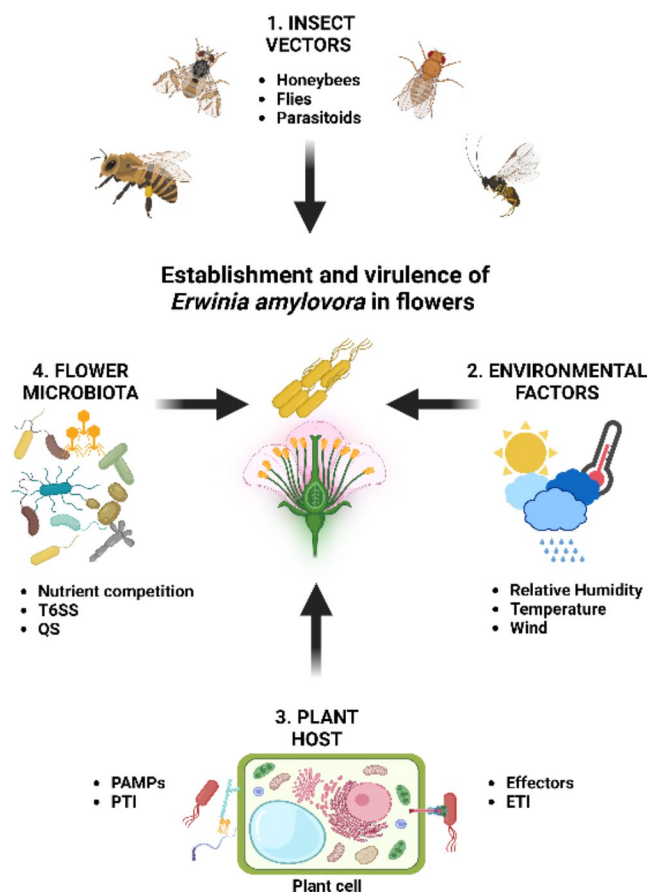 1. INSECT
VECTORS
• Honeybees
• Flies
• Parasitoids
Establishment and virulence of
Erwinia amylovora in flowers
4. FLOWER
MICROBIOTA
2. ENVIRONMENTAL
FACTORS
• Nutrient competition
• T6SS
• QS
• Relative Humidity
• Temperature
• Wind
3. PLANT
HOST
• PAMPs
• PTI
• Effectors
• ETI
Plant cell